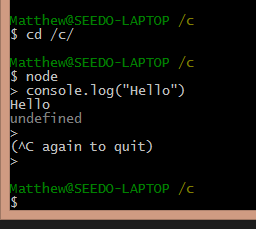 Matthew@SEEDO-LAPTOP /c
$ cd /c/
Matthew@SEEDO-LAPTOP /c
$ node
> console.log("Hello")
Hello
undefined
>
(^C again to quit)
>
Matthew@SEEDO-LAPTOP /c
$